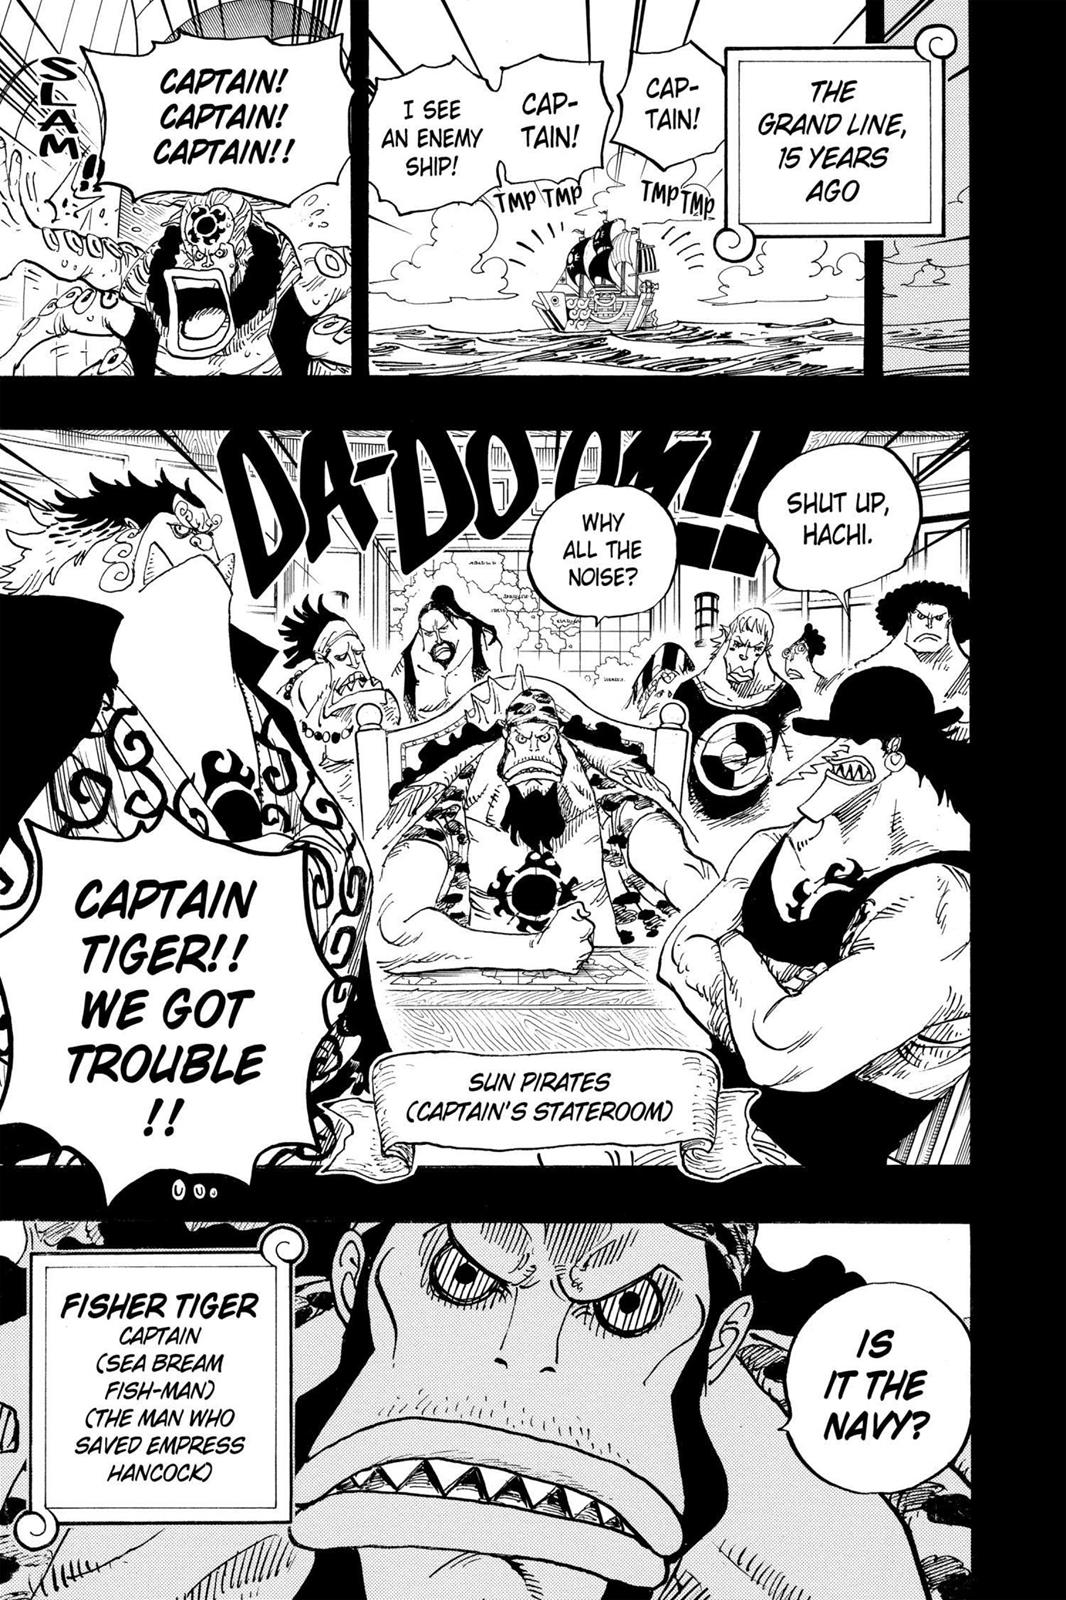 THE
GRAND LINE,
15 YEARS
AGO
CAP-
TAIN!
CAP-
TAIN!
I SEE
AN ENEMY
SHIP!
TMP TMP
TMP TMP
CAPTAIN!
CAPTAIN!
CAPTAIN!!
SLAM!!
DA-DOOM!!
SHUT UP,
HACHI.
WHY
ALL THE
NOISE?
CAPTAIN
TIGER!!
WE GOT
TROUBLE
!!
SUN PIRATES
(CAPTAIN'S STATEROOM)
FISHER TIGER
CAPTAIN
(SEA BREAM
FISH-MAN)
(THE MAN WHO
SAVED EMPRESS
HANCOCK)
IS
IT THE
NAVY?